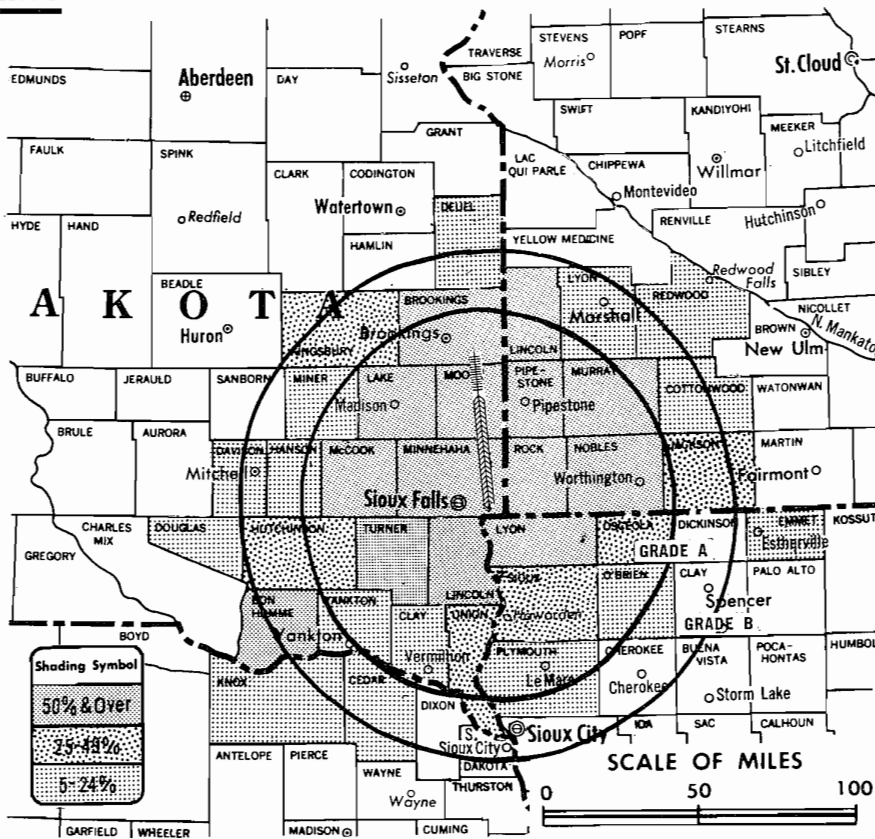 STEVENS
POPF
STEARNS
TRAVERSE
Morris
EDMUNDS
Aberdeen
DAY
Sisseton
BIG STONE
St. Cloud
SWIFT
KANDIYOHI
MEEKER
GRANT
Litchfield
FAULK
SPINK
LAC
QUI PARLE
CHIPPEWA
Willmar
CLARK
CODINGTON
Montevideo
Redfield
Watertown
DEUEL
RENVILLE
Hutchinson
HYDE
HAND
HAMLIN
YELLOW MEDICINE
SIBLEY
BEADLE
LYON
Redwood
Falls
A K O T A
BROOKINGS
REDWOOD
NICOLLET
Huron
Brookings
Marshall
BROWN
N. Mankato
KINGSBURY
LINCOLN
New Ulm
BUFFALO
JERAULD
SANBORN
MINER
LAKE
MOO
PIPE-
STONE
MURRAY
COTTONWOOD
WATONWAN
Madison
Pipestone
BRULE
AURORA
DAVISON
HANSON
McCOOK
MINNEHAHA
ROCK
NOBLES
JACKSON
MARTIN
Mitchell
Worthington
Fairmont
Sioux Falls
CHARLES
MIX
DOUGLAS
HUTCHINSON
TURNER
LYON
OSCEOLA
DICKINSON
EMMET
KOSSUT
Estherville
GREGORY
GRADE A
SIOUX
O'BRIEN
CLAY
PALO ALTO
BON
HOMME
YANKTON
LINCOLN
UNION
Hawarden
Spencer
CLAY
GRADE B
BOYD
Yankton
Vermillion
PLYMOUTH
CHEROKEE
BUENA
VISTA
POCA-
HONTAS
HUMBOL
Shading Symbol
50% & Over
25-49%
5-24%
KNOX
CEDAR
Le Mars
Cherokee
Storm Lake
DIXON
S.
Sioux City
Sioux City
IDA
SAC
CALHOUN
ANTELOPE
PIERCE
DAKOTA
SCALE OF MILES
WAYNE
THURSTON
0 50 100
Wayne
GARFIELD
WHEELER
MADISON
CUMING